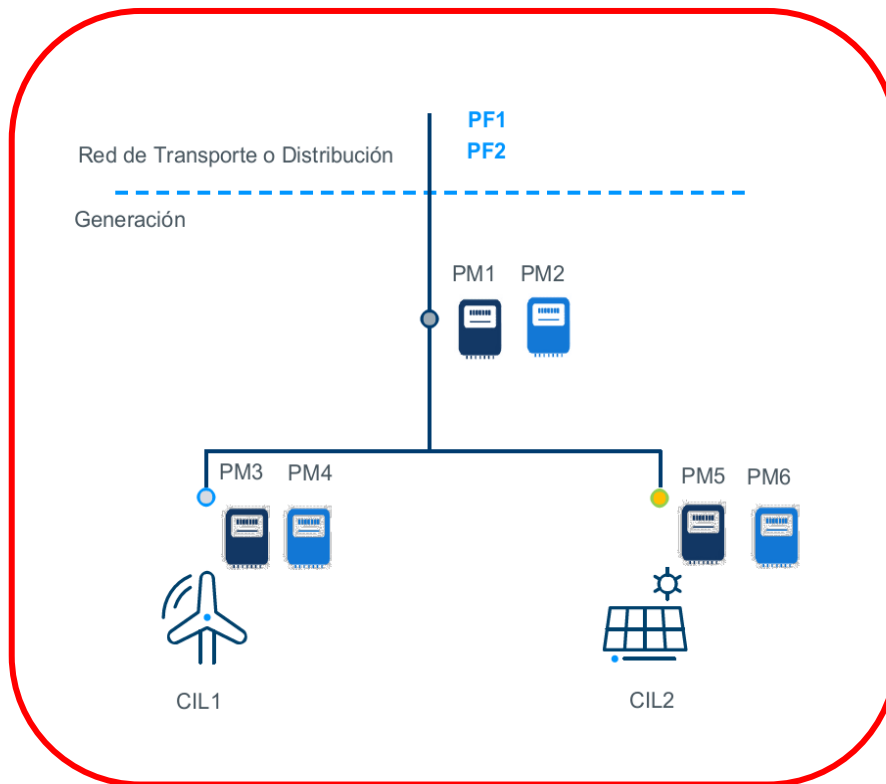 PF1
PF2
Red de Transporte o Distribución
Generación
PM1 PM2
PM3 PM4
PM5 PM6
CIL1
CIL2